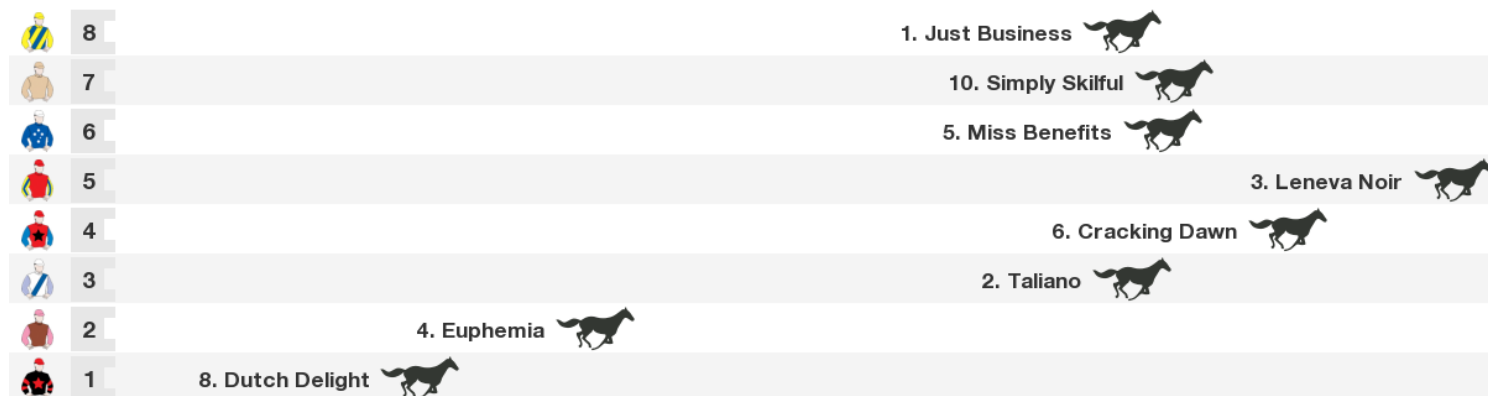 8 1. Just Business
7 10. Simply Skilful
6 5. Miss Benefits
5 3. Leneva Noir
4 6. Cracking Dawn
3 2. Taliano
2 4. Euphemia
1 8. Dutch Delight